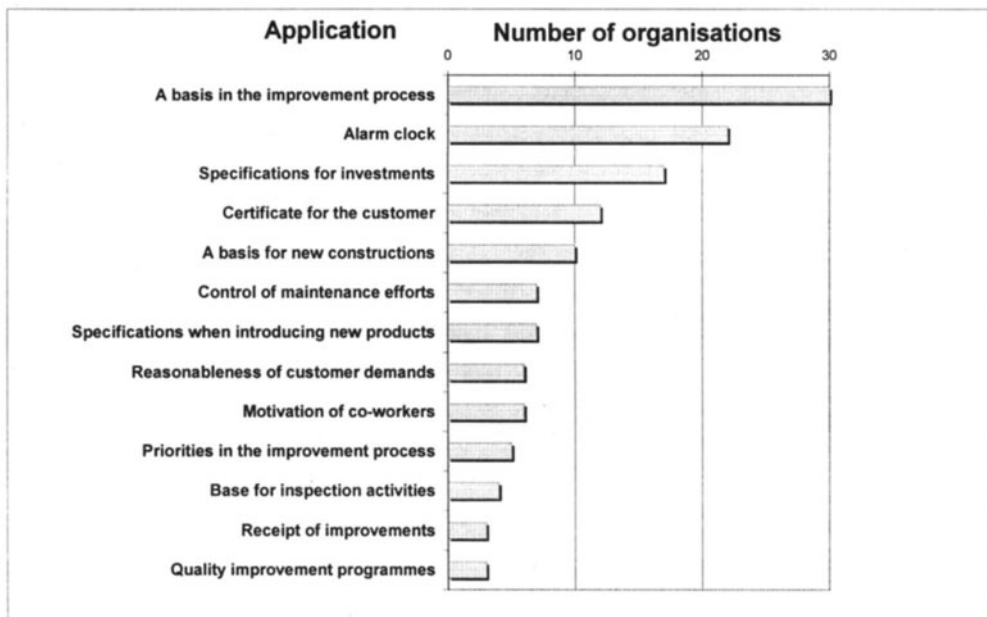 Application
Number of organisations
0 10 20 30
A basis in the improvement process
Alarm clock
Specifications for investments
Certificate for the customer
A basis for new constructions
Control of maintenance efforts
Specifications when introducing new products
Reasonableness of customer demands
Motivation of co-workers
Priorities in the improvement process
Base for inspection activities
Receipt of improvements
Quality improvement programmes